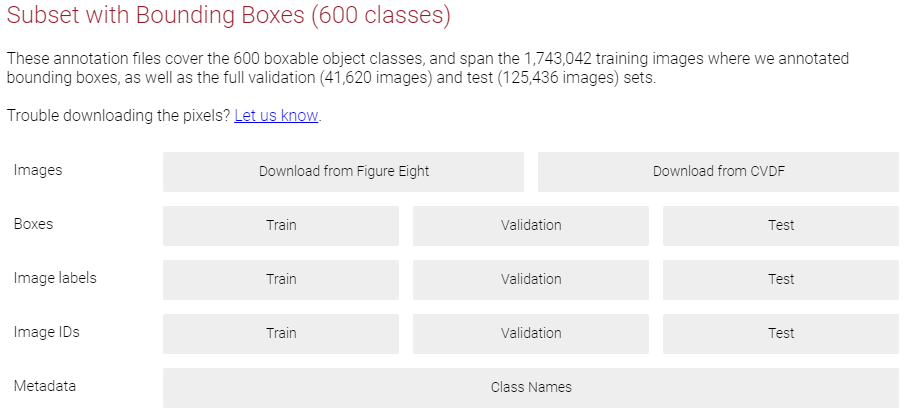 Subset with Bounding Boxes (600 classes)
These annotation files cover the 600 boxable object classes, and span the 1,743,042 training images where we annotated
bounding boxes, as well as the full validation (41,620 images) and test (125,436 images) sets.
Trouble downloading the pixels? Let us know.
Images Download from Figure Eight Download from CVDF
Boxes Train Validation Test
Image labels Train Validation Test
Image IDs Train Validation Test
Metadata Class Names